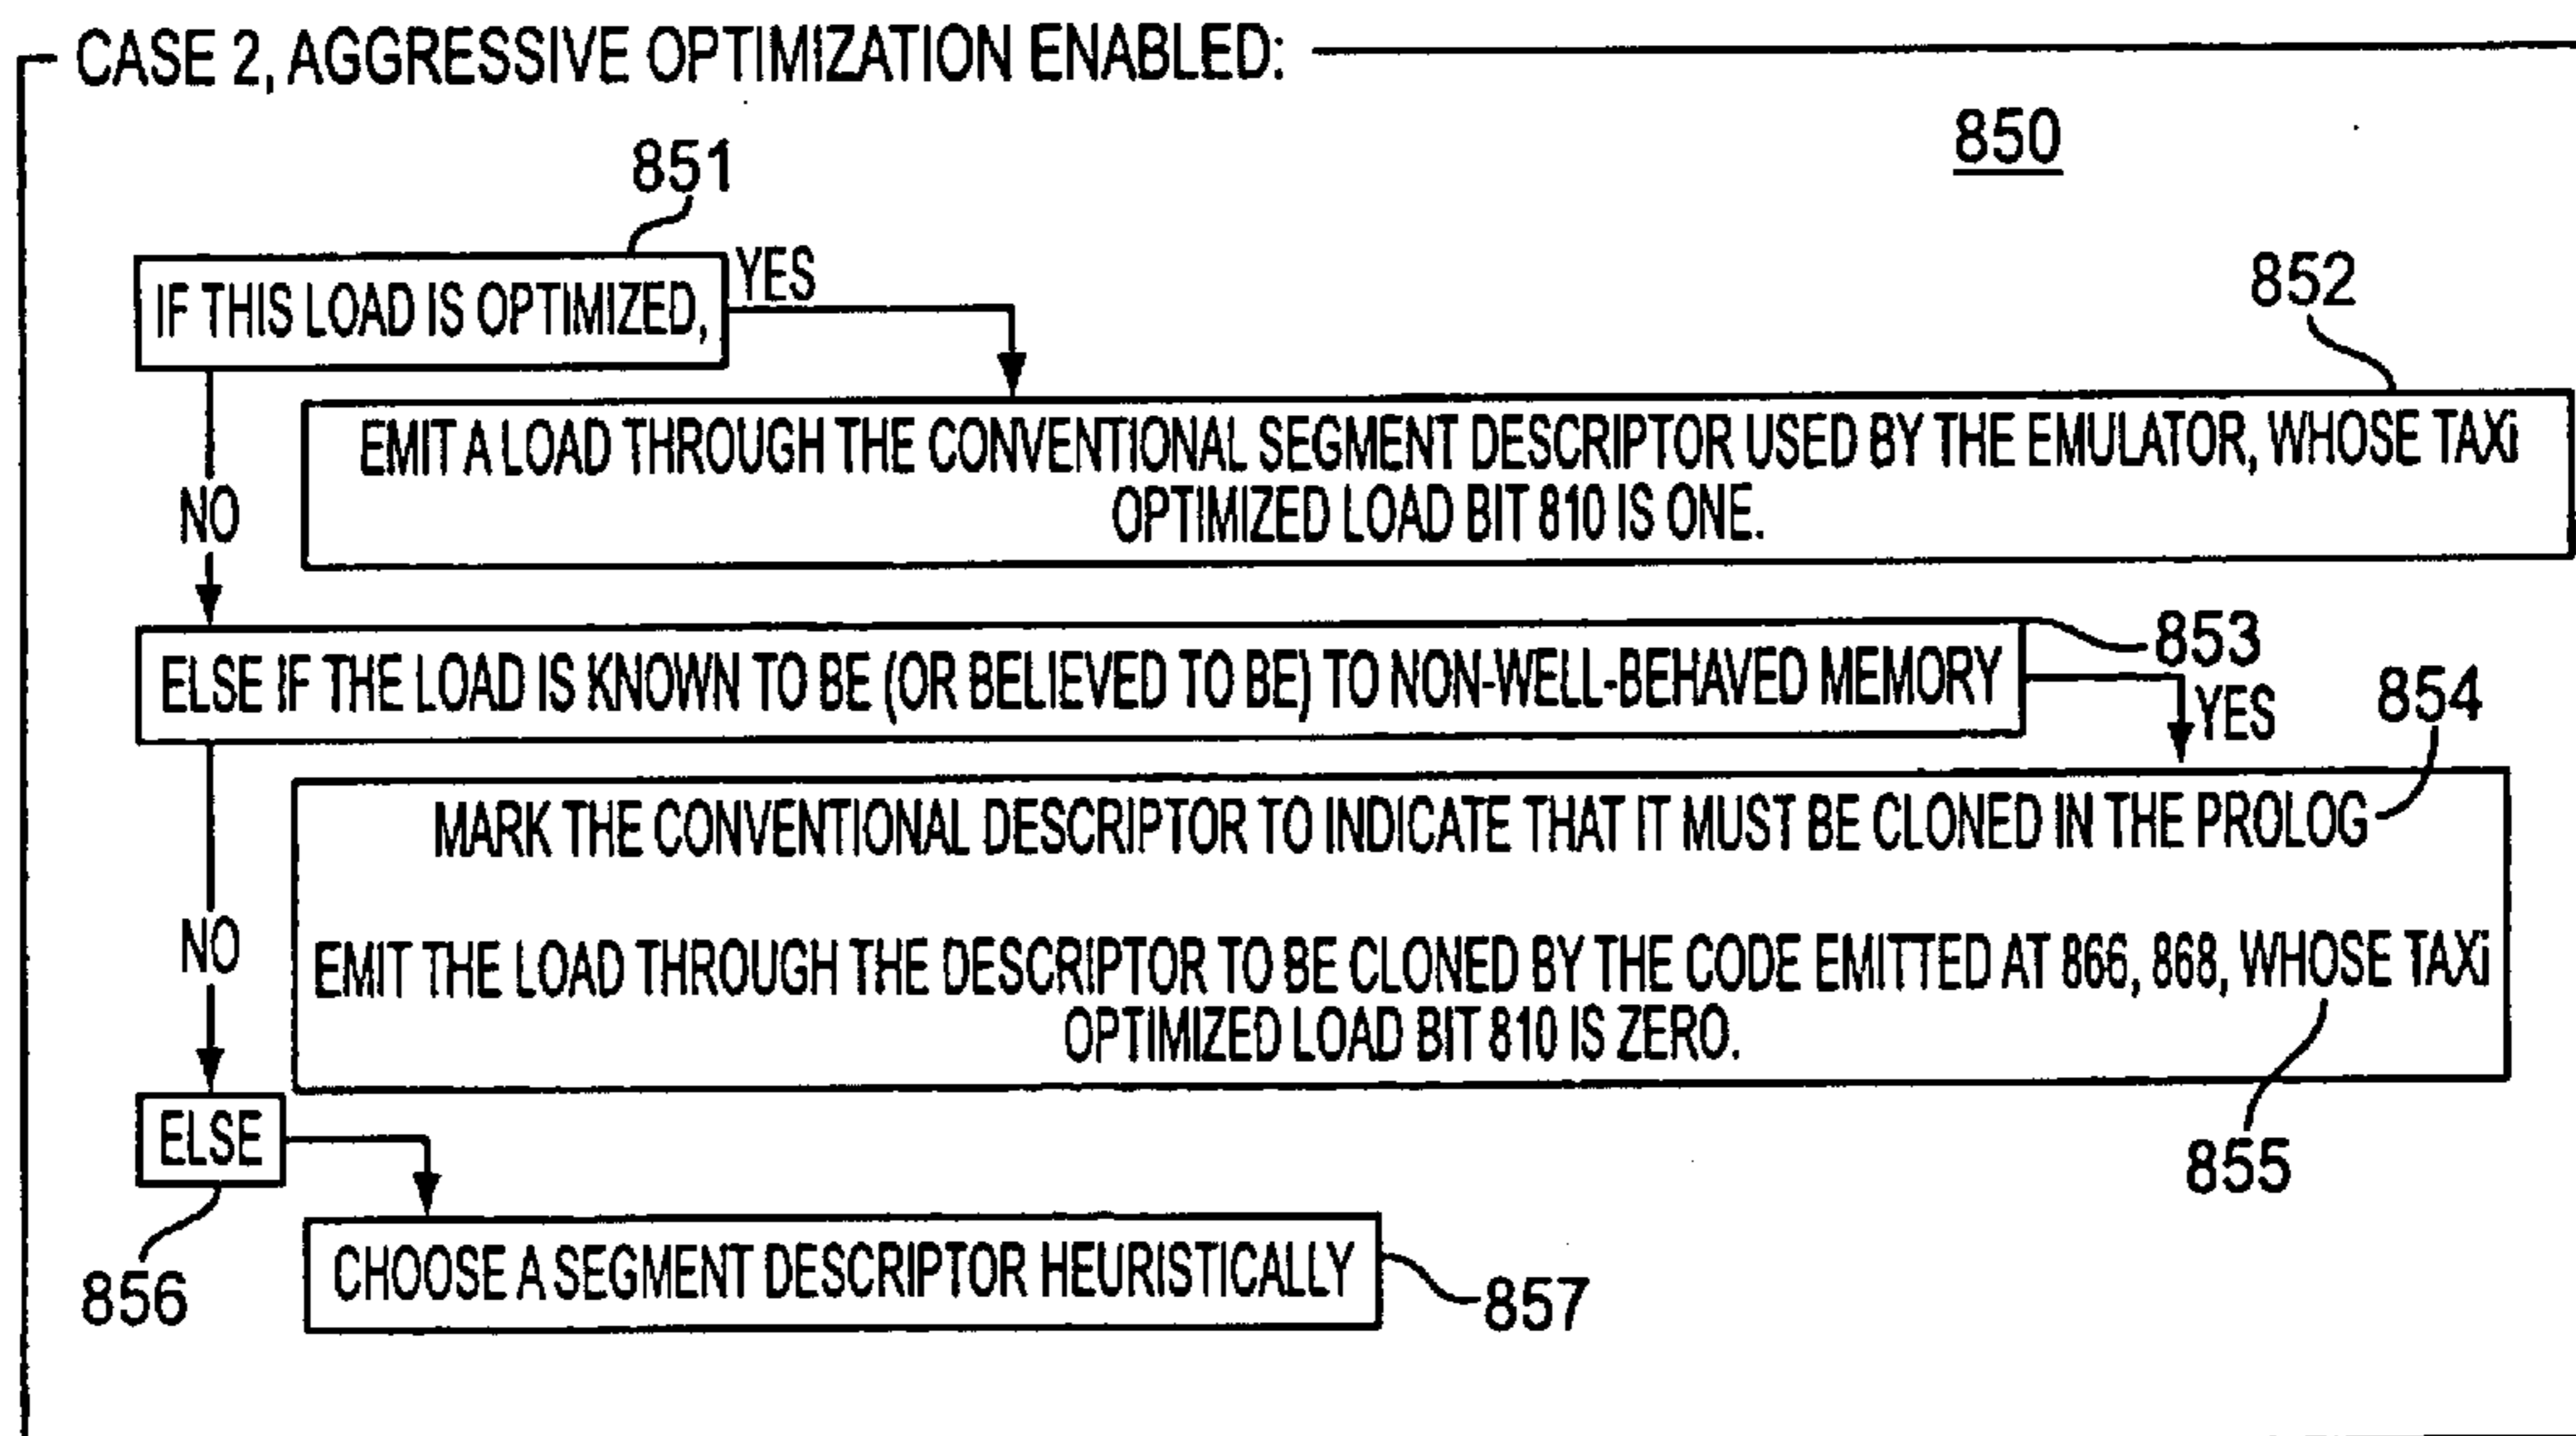 CASE 2, AGGRESSIVE OPTIMIZATION ENABLED:
850
851
IF THIS LOAD IS OPTIMIZED,
YES
852
EMIT A LOAD THROUGH THE CONVENTIONAL SEGMENT DESCRIPTOR USED BY THE EMULATOR, WHOSE TAXi
OPTIMIZED LOAD BIT 810 IS ONE.
NO
853
ELSE IF THE LOAD IS KNOWN TO BE (OR BELIEVED TO BE) TO NON-WELL-BEHAVED MEMORY
YES
854
MARK THE CONVENTIONAL DESCRIPTOR TO INDICATE THAT IT MUST BE CLONED IN THE PROLOG
NO
EMIT THE LOAD THROUGH THE DESCRIPTOR TO BE CLONED BY THE CODE EMITTED AT 866, 868, WHOSE TAXi
OPTIMIZED LOAD BIT 810 IS ZERO.
ELSE
855
856
CHOOSE A SEGMENT DESCRIPTOR HEURISTICALLY
857